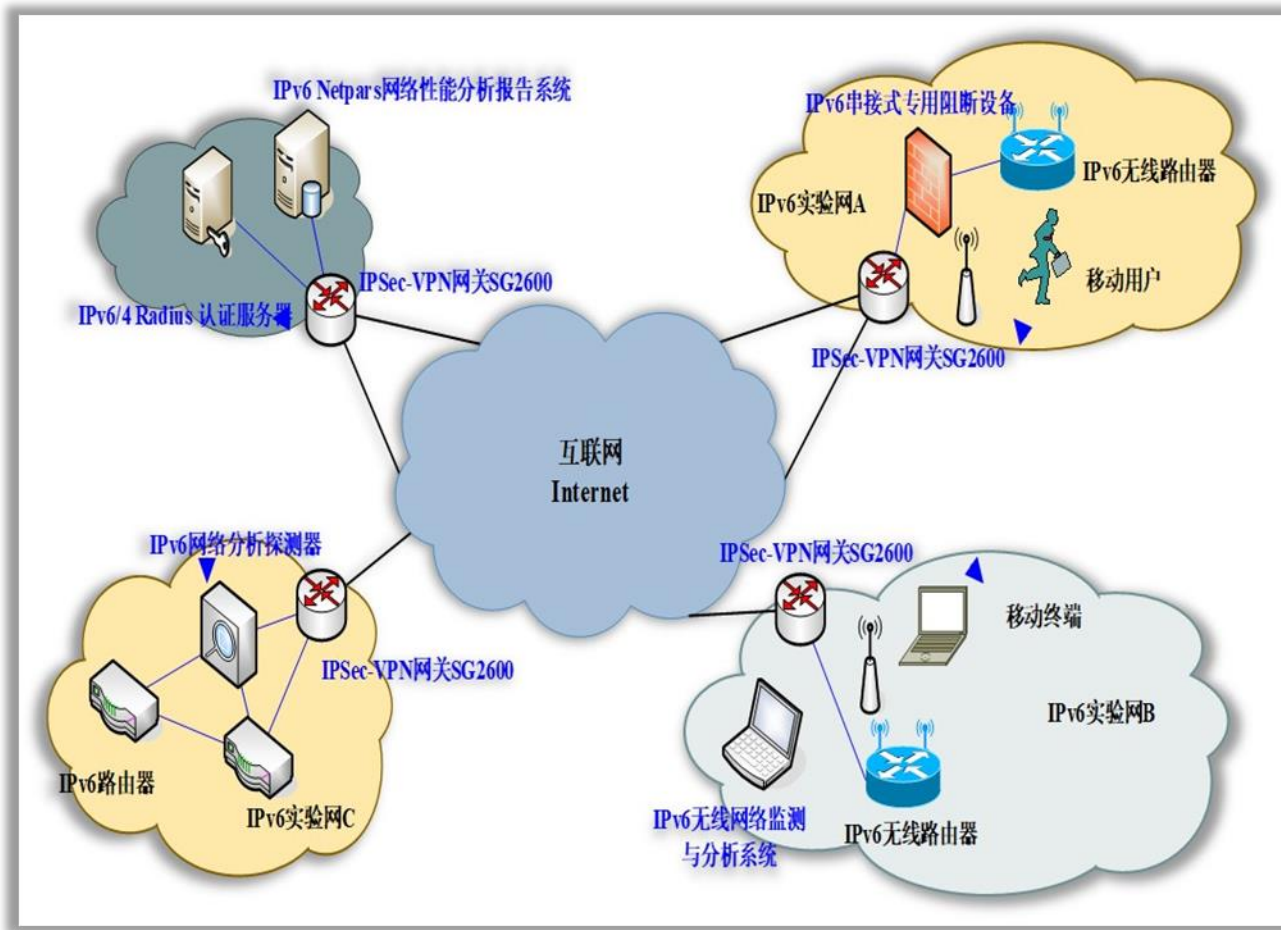 IPv6 Netpars网络性能分析报告系统
IPSec-VPN网关SG2600
IPv6/4 Radius 认证服务器
IPv6串接式专用阻断设备
IPv6无线路由器
IPv6实验网A
移动用户
IPSec-VPN网关SG2600
互联网
Internet
IPv6网络分析探测器
IPSec-VPN网关SG2600
IPv6路由器
IPv6实验网C
IPSec-VPN网关SG2600
移动终端
IPv6实验网B
IPv6无线网络监测
与分析系统
IPv6无线路由器